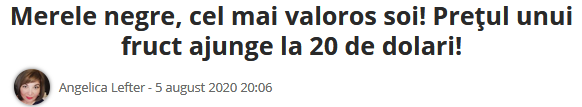 Merele negre, cel mai valoros soi! Prețul unui
fruct ajunge la 20 de dolari!
Angelica Lefter - 5 august 2020 20:06